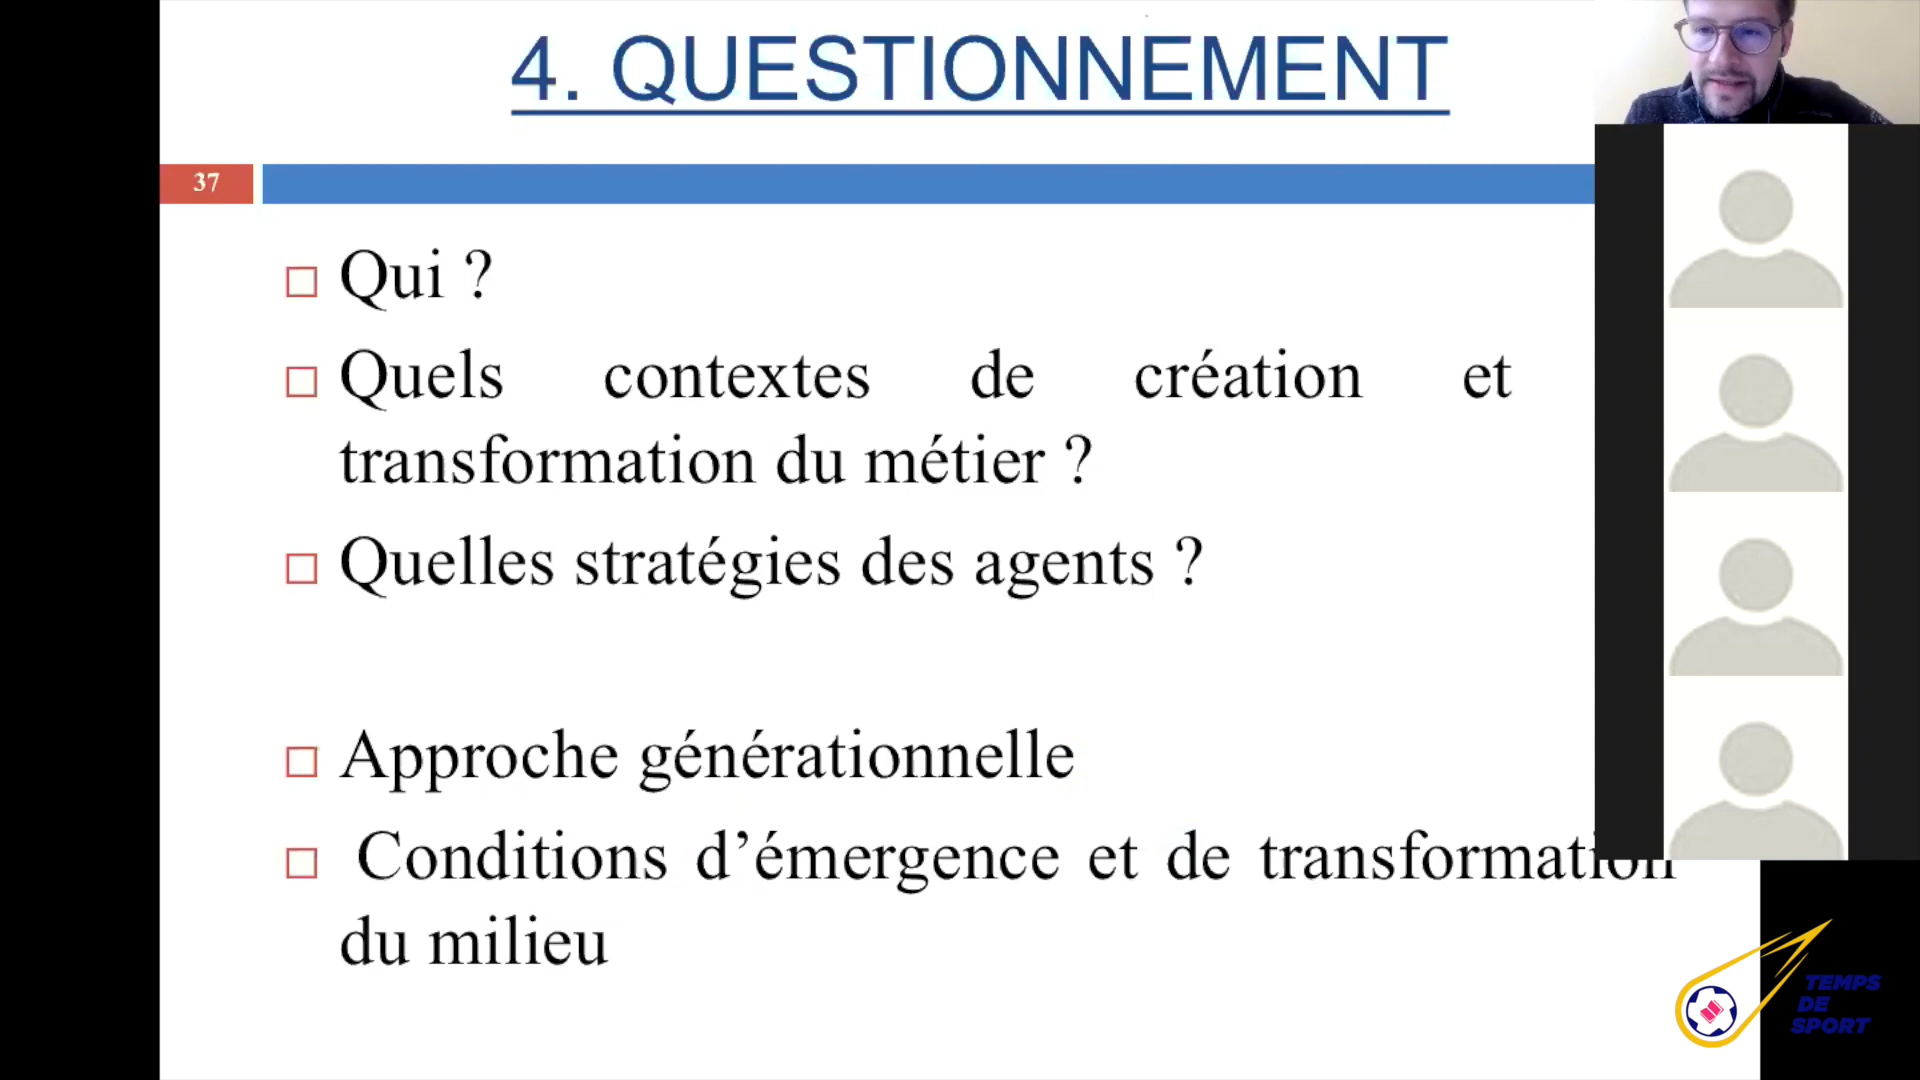 4. QUESTIONNEMENT
37
Qui ?
Quels contextes de création et
transformation du métier ?
Quelles stratégies des agents ?
Approche générationnelle
Conditions d’émergence et de transformation
du milieu
TEMPS
DE
SPORT